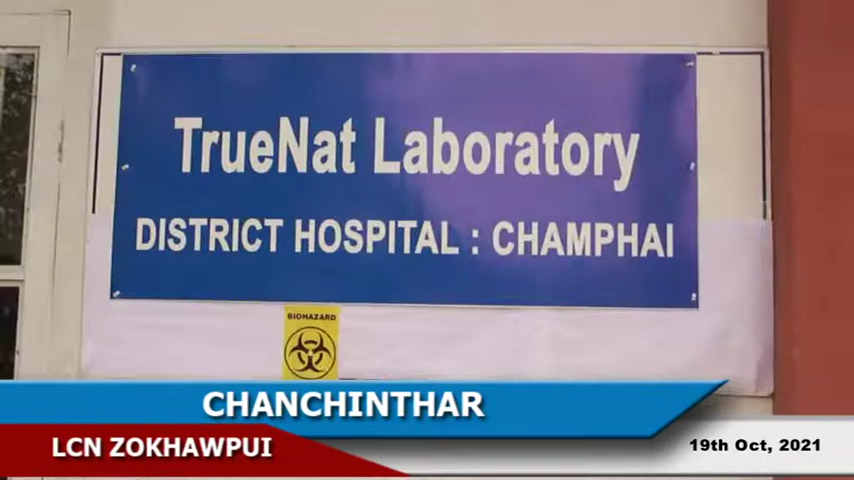 TrueNat Laboratory
DISTRICT HOSPITAL : CHAMPHAI
BIOHAZARD
CHANCHINTHAR
LCN ZOKHAWPUI
19th Oct, 2021